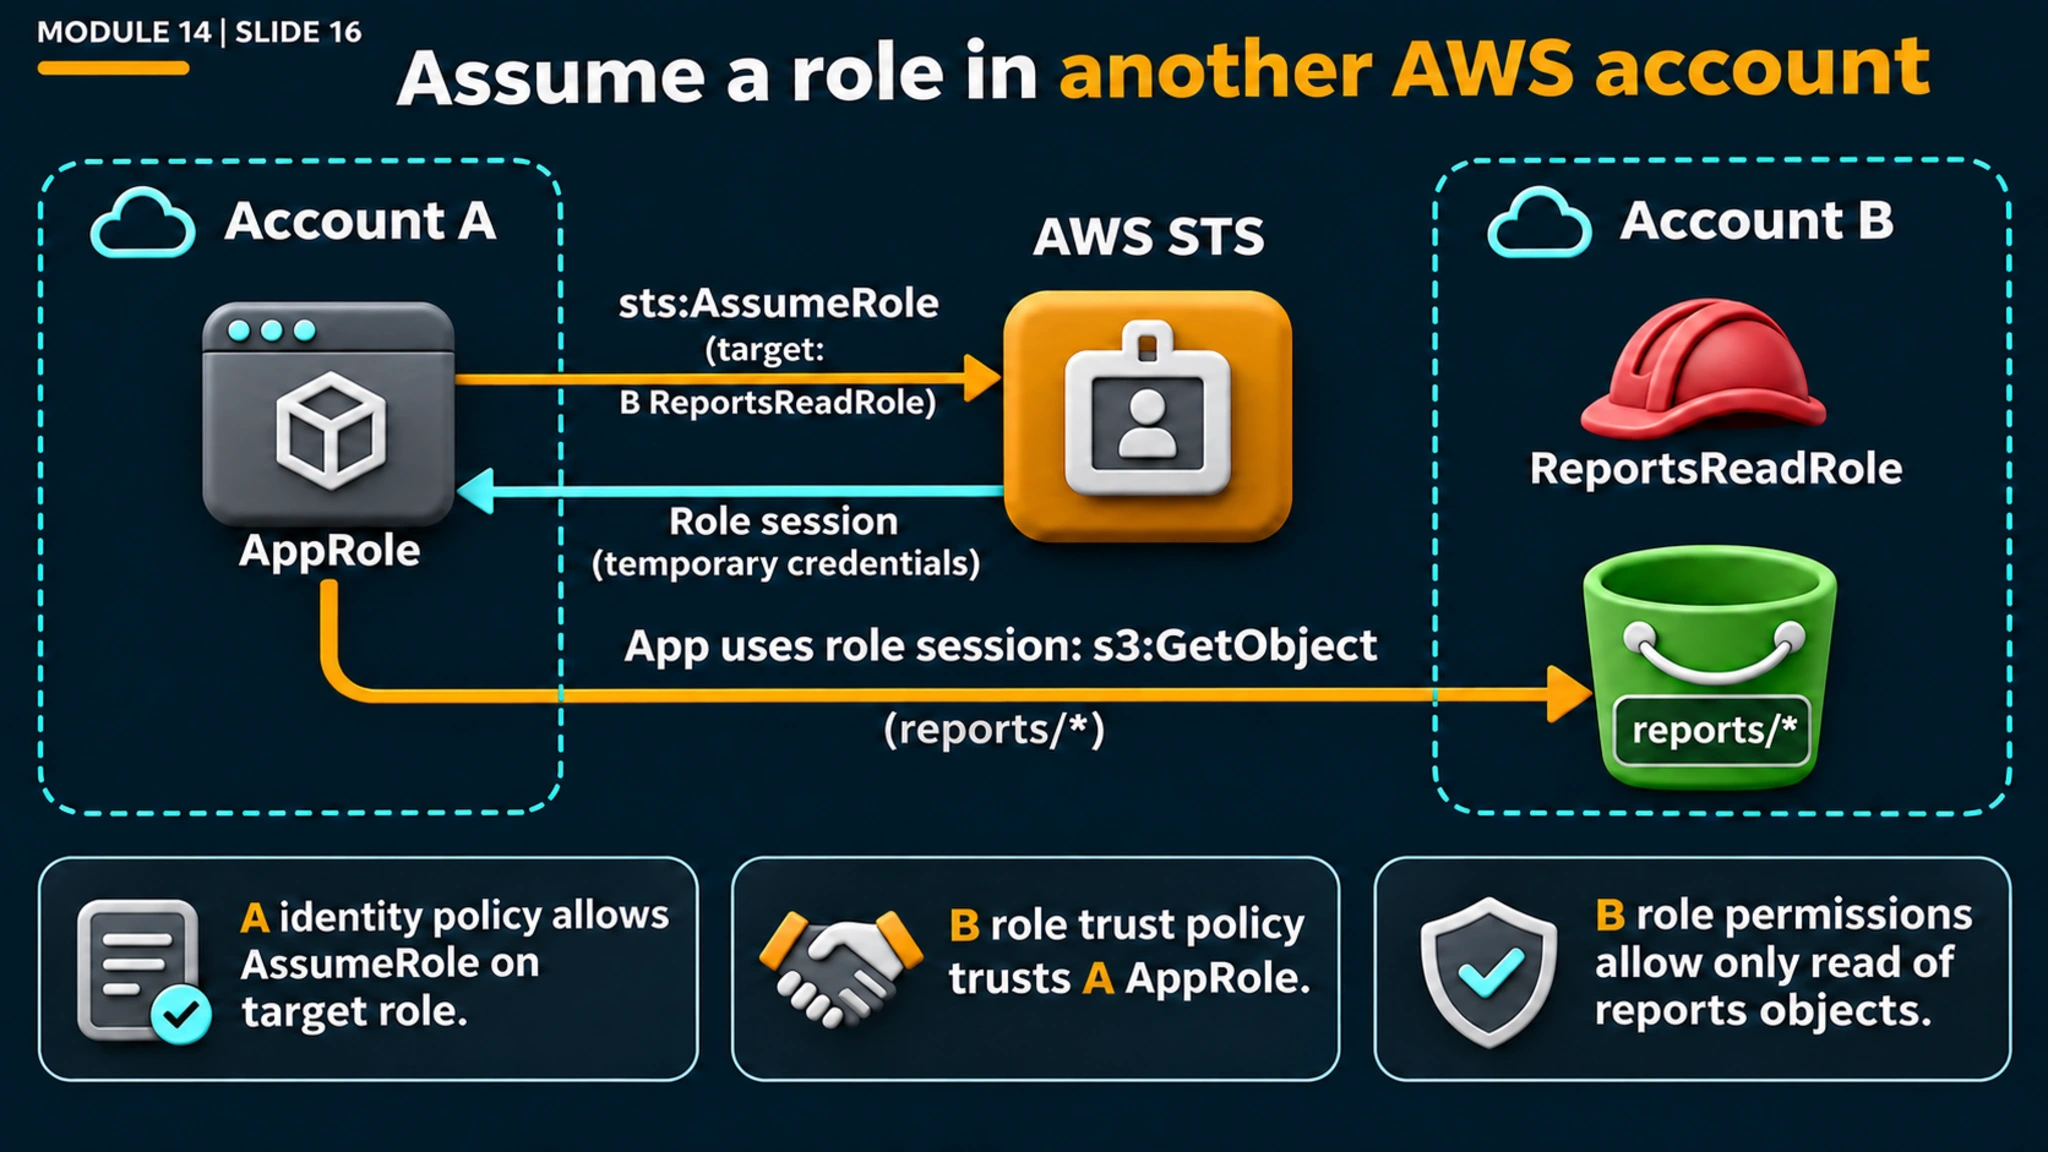 MODULE 14 | SLIDE 16
Assume a role in another AWS account
Account A
AppRole
sts:AssumeRole
(target:
B ReportsReadRole)
Role session
(temporary credentials)
AWS STS
Account B
ReportsReadRole
App uses role session: s3:GetObject
(reports/*)
reports/*
A identity policy allows
AssumeRole on
target role.
B role trust policy
trusts A AppRole.
B role permissions
allow only read of
reports objects.